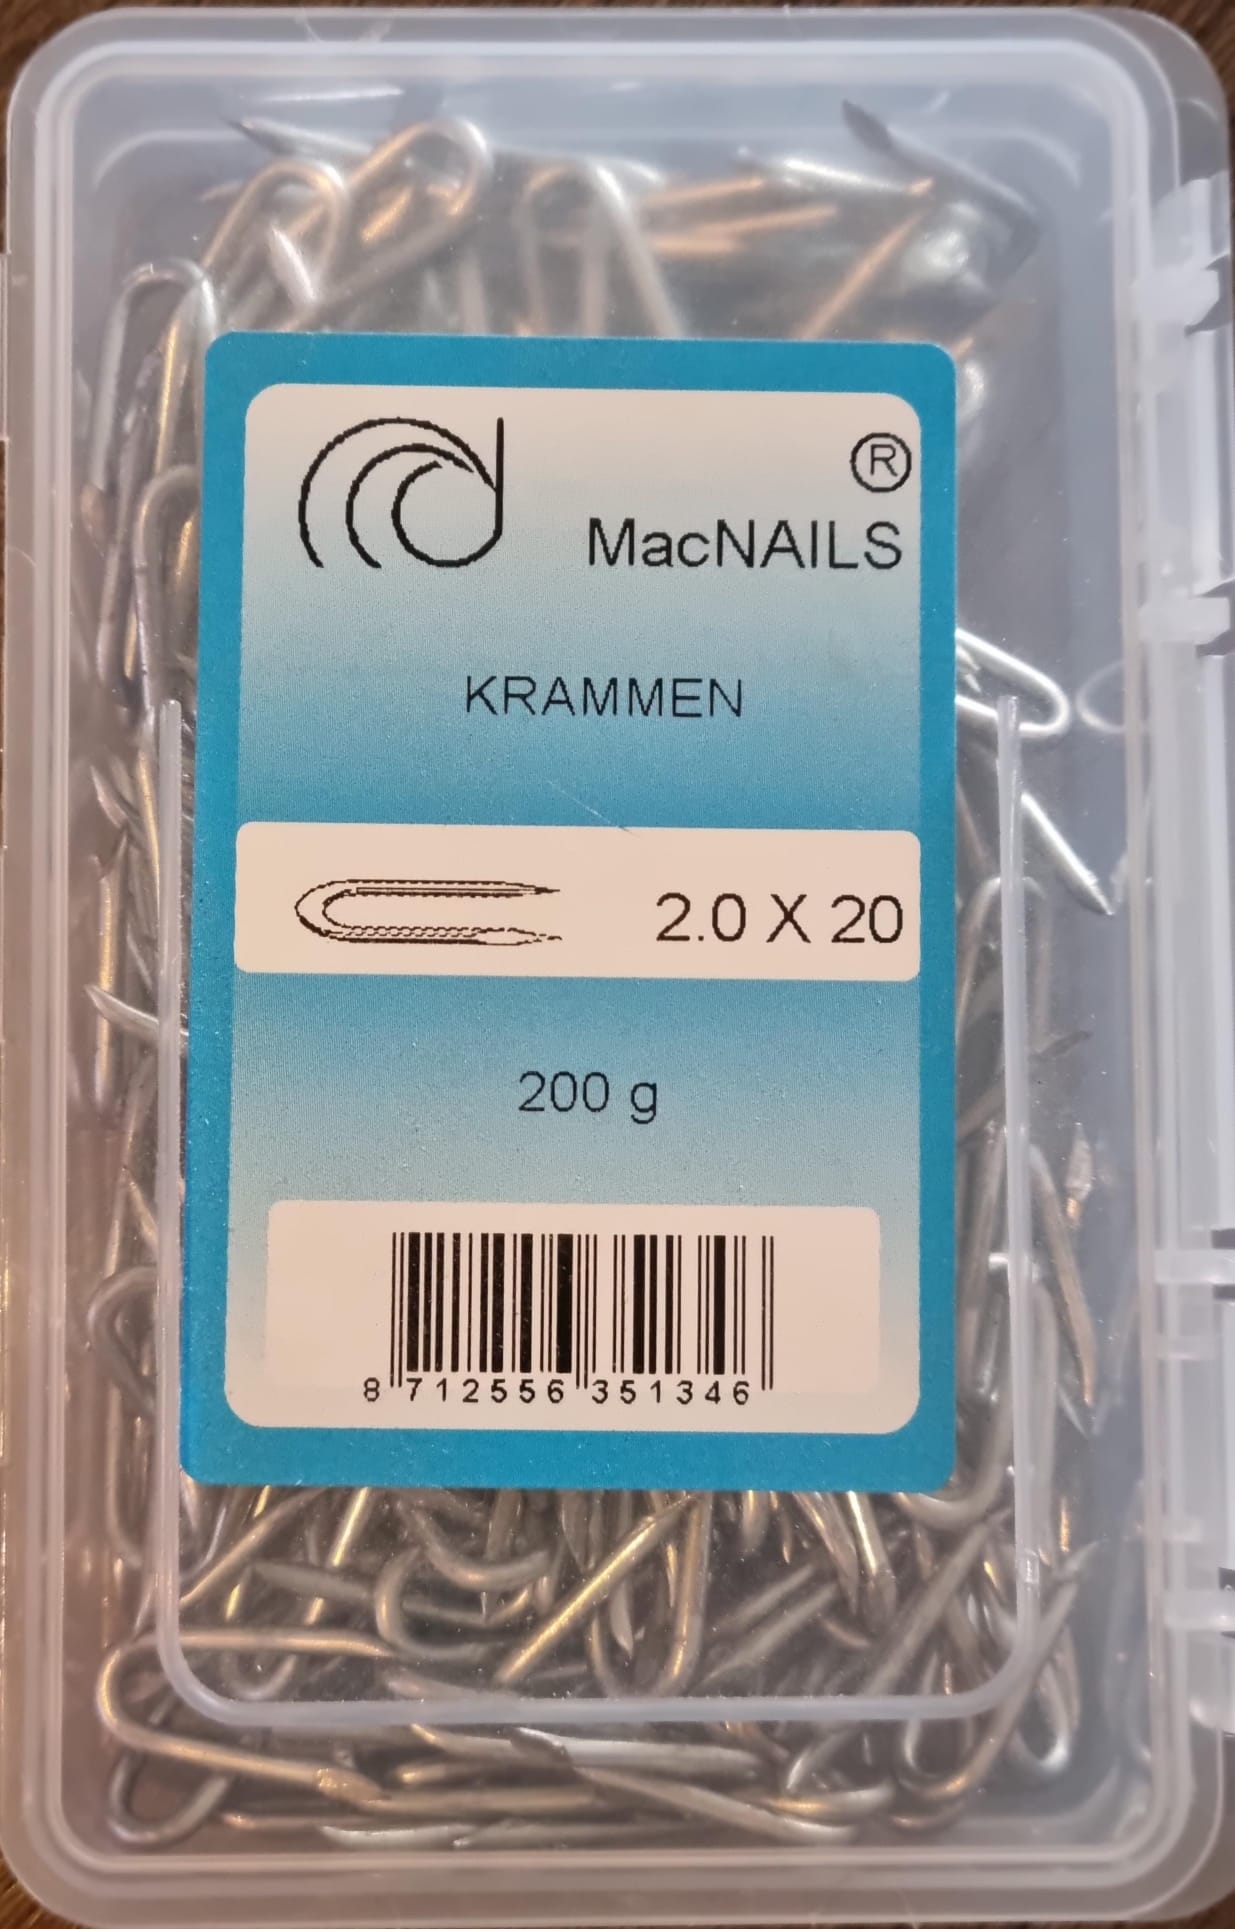 ®
MacNAILS
KRAMMEN
2.0 X 20
200 g
8 712556 351346